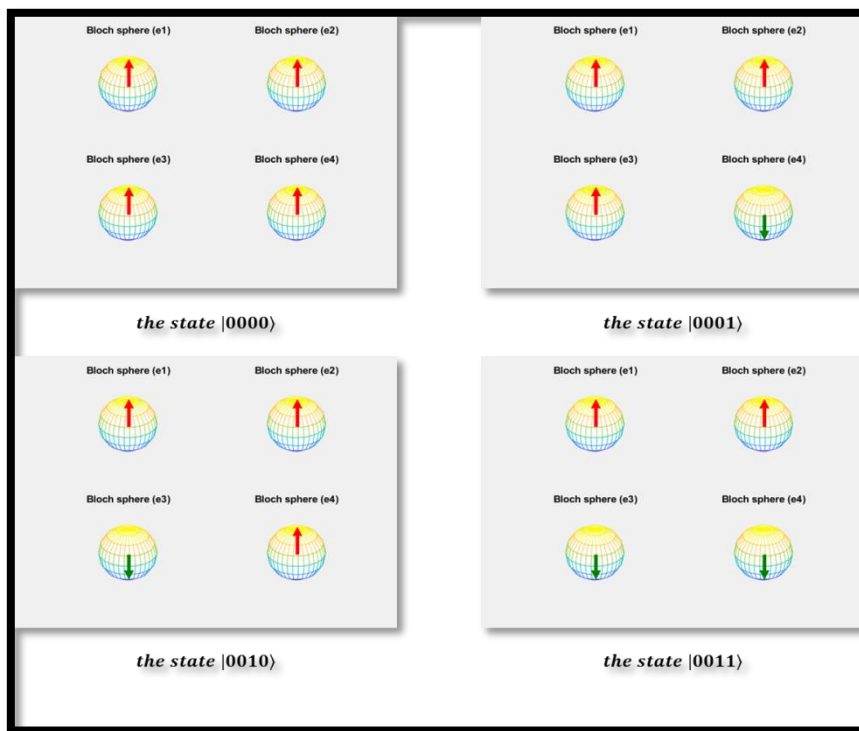 Bloch sphere (e1) Bloch sphere (e2)
Bloch sphere (e3) Bloch sphere (e4)
the state |0000⟩
Bloch sphere (e1) Bloch sphere (e2)
Bloch sphere (e3) Bloch sphere (e4)
the state |0001⟩
Bloch sphere (e1) Bloch sphere (e2)
Bloch sphere (e3) Bloch sphere (e4)
the state |0010⟩
Bloch sphere (e1) Bloch sphere (e2)
Bloch sphere (e3) Bloch sphere (e4)
the state |0011⟩